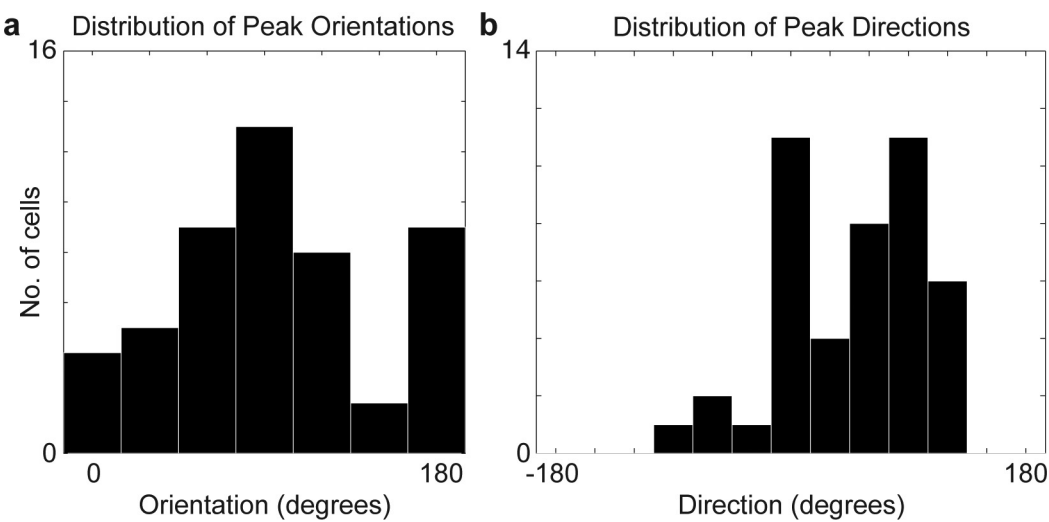 a Distribution of Peak Orientations
16
No. of cells
0
0 180
Orientation (degrees)
b Distribution of Peak Directions
14
0
-180 180
Direction (degrees)